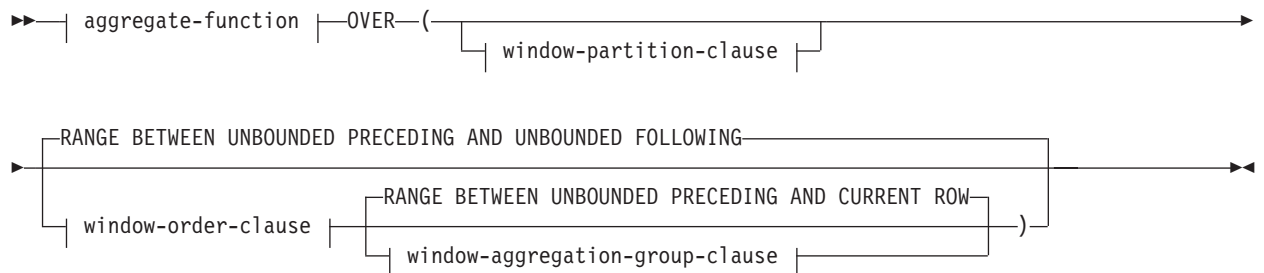 aggregate-function OVER (
window-partition-clause
RANGE BETWEEN UNBOUNDED PRECEDING AND UNBOUNDED FOLLOWING
RANGE BETWEEN UNBOUNDED PRECEDING AND CURRENT ROW
window-order-clause )
window-aggregation-group-clause